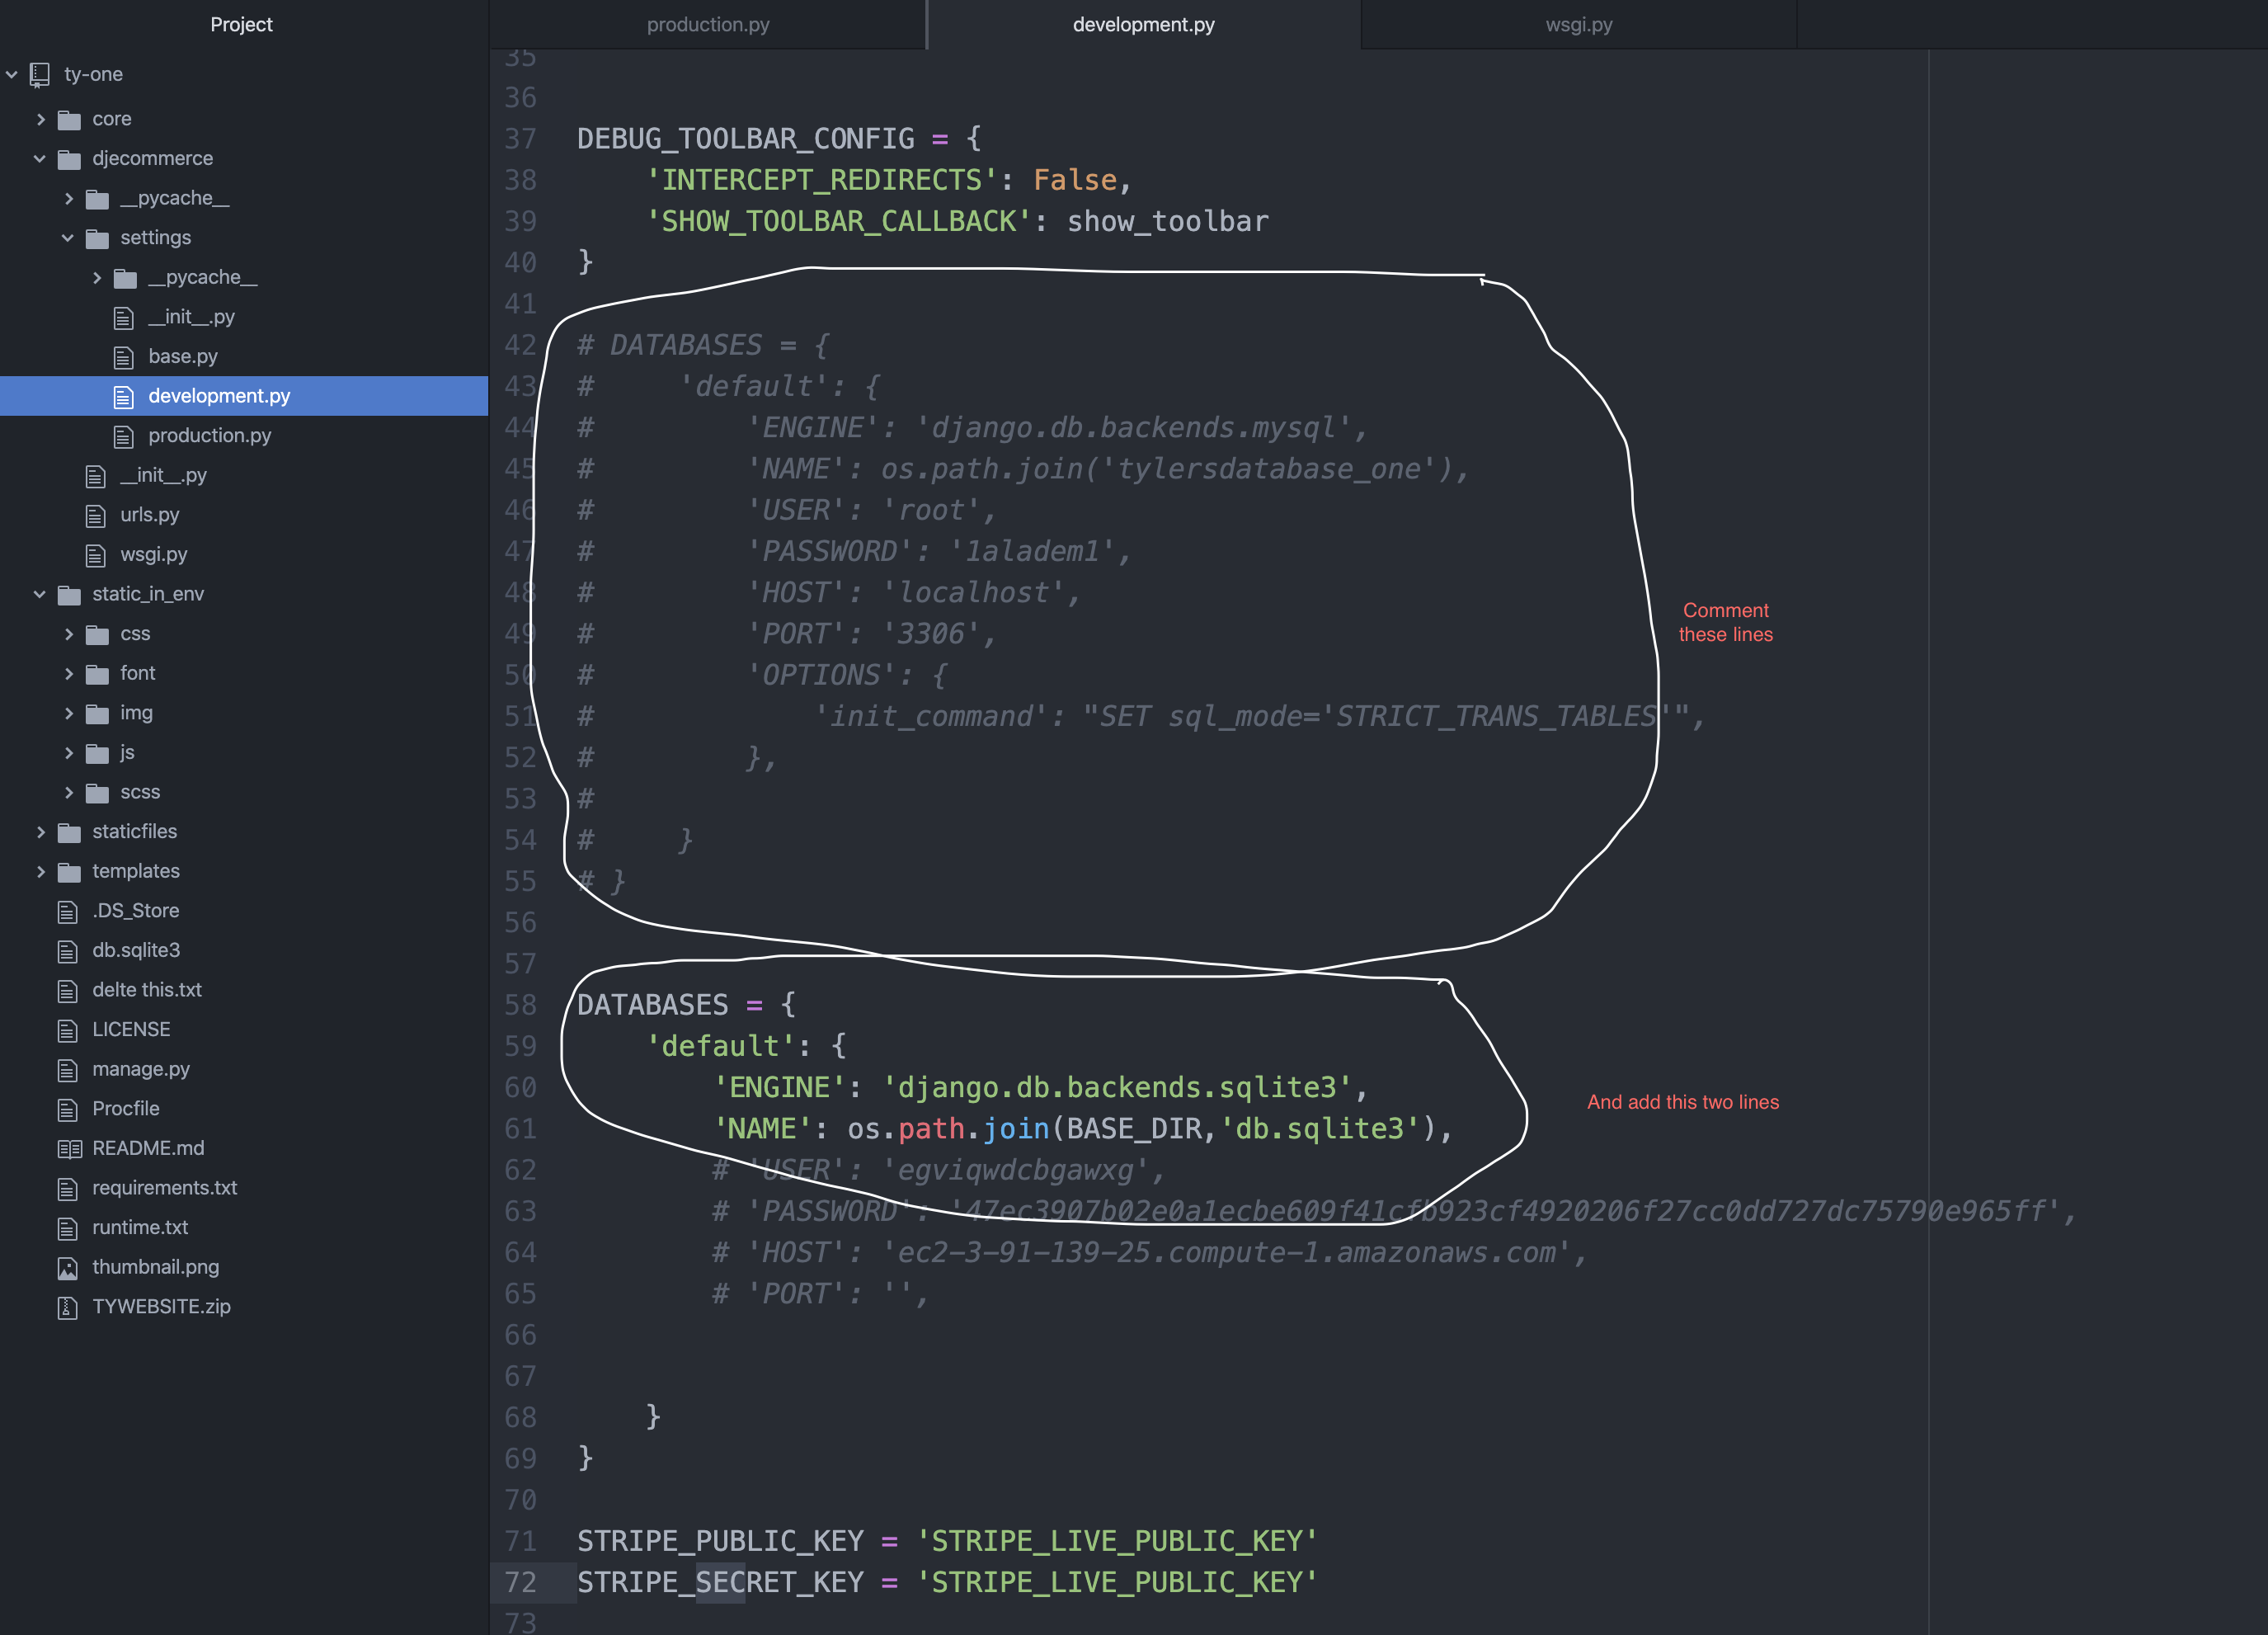 Project
ty-one
core
djecommerce
__pycache__
settings
__pycache__
__init__.py
base.py
development.py
production.py
__init__.py
urls.py
wsgi.py
static_in_env
css
font
img
js
scss
staticfiles
templates
.DS_Store
db.sqlite3
delte this.txt
LICENSE
manage.py
Procfile
README.md
requirements.txt
runtime.txt
thumbnail.png
TYWEBSITE.zip
production.py development.py wsgi.py
35
36
37 DEBUG_TOOLBAR_CONFIG = {
38     'INTERCEPT_REDIRECTS': False,
39     'SHOW_TOOLBAR_CALLBACK': show_toolbar
40 }
41
42 # DATABASES = {
43 #     'default': {
44 #         'ENGINE': 'django.db.backends.mysql',
45 #         'NAME': os.path.join('tylersdatabase_one'),
46 #         'USER': 'root',
47 #         'PASSWORD': '1aladem1',
48 #         'HOST': 'localhost',
49 #         'PORT': '3306',
50 #         'OPTIONS': {
51 #             'init_command': "SET sql_mode='STRICT_TRANS_TABLES'",
52 #         },
53 #
54 #     }
55 # }
56
57
58 DATABASES = {
59     'default': {
60         'ENGINE': 'django.db.backends.sqlite3',
61         'NAME': os.path.join(BASE_DIR,'db.sqlite3'),
62         # 'USER': 'egviqwdcbgawxg',
63         # 'PASSWORD': '47ec3907b02e0a1ecbe609f41cfb923cf4920206f27cc0dd727dc75790e965ff',
64         # 'HOST': 'ec2-3-91-139-25.compute-1.amazonaws.com',
65         # 'PORT': '',
66
67
68     }
69 }
70
71 STRIPE_PUBLIC_KEY = 'STRIPE_LIVE_PUBLIC_KEY'
72 STRIPE_SECRET_KEY = 'STRIPE_LIVE_PUBLIC_KEY'
73
Comment
these lines
And add this two lines